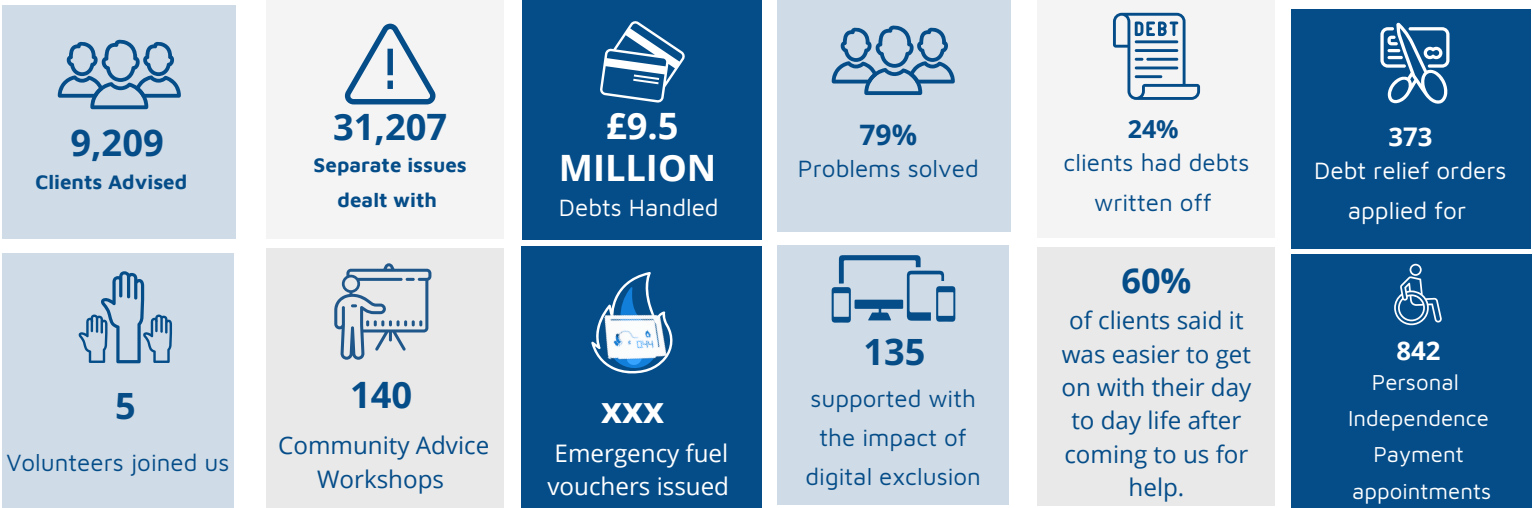 9,209
Clients Advised
31,207
Separate issues
dealt with
£9.5
MILLION
Debts Handled
79%
Problems solved
DEBT
24%
clients had debts
written off
373
Debt relief orders
applied for
5
Volunteers joined us
140
Community Advice
Workshops
xxx
Emergency fuel
vouchers issued
135
supported with
the impact of
digital exclusion
60%
of clients said it
was easier to get
on with their day
to day life after
coming to us for
help.
842
Personal
Independence
Payment
appointments